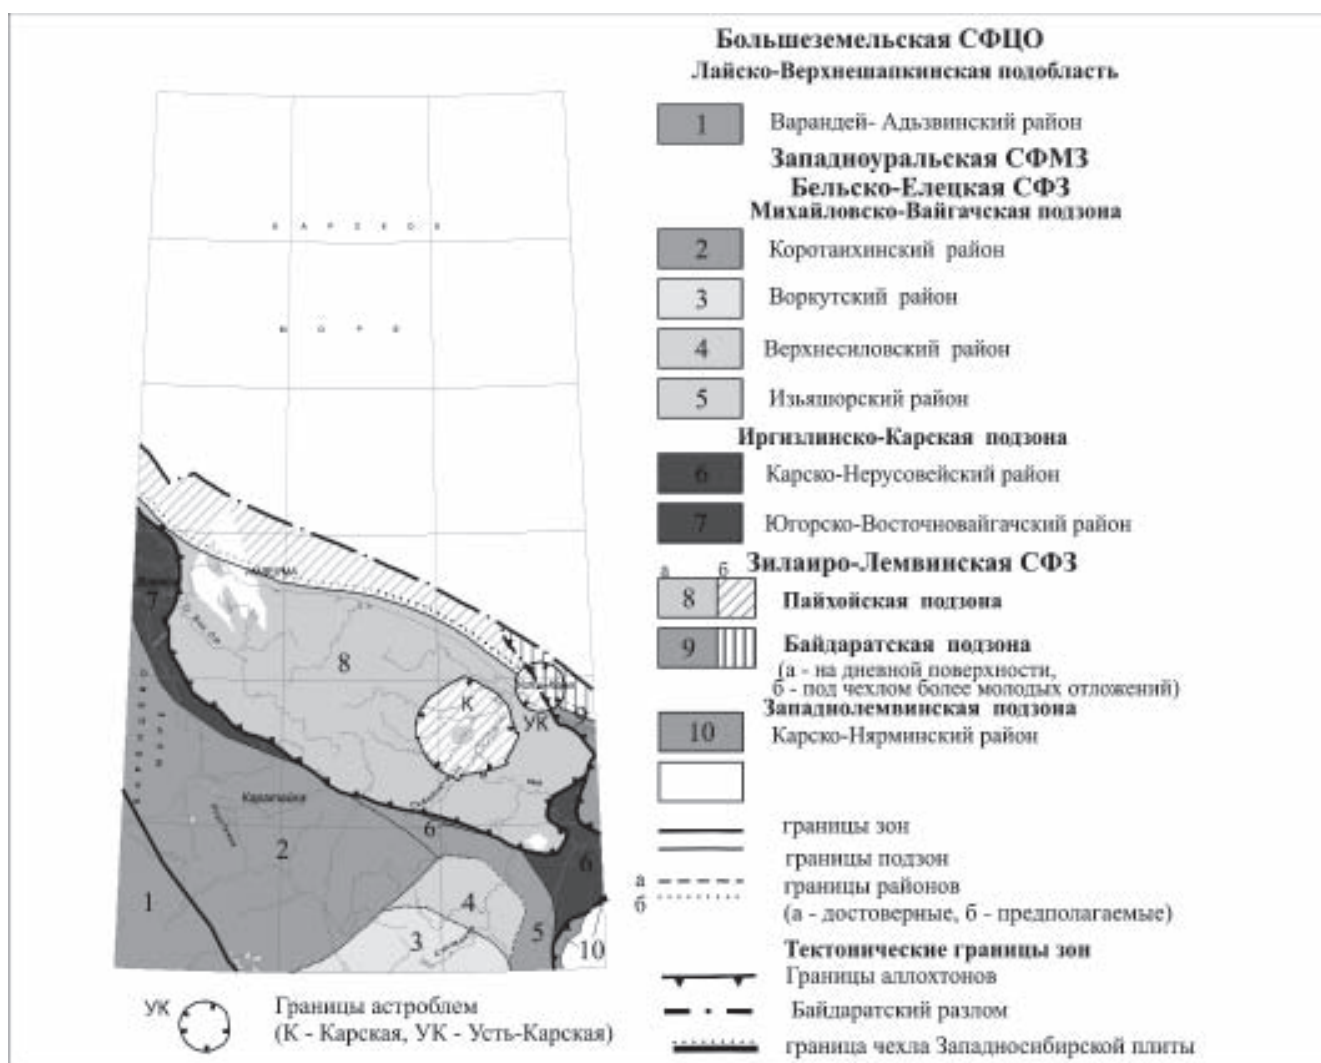 Большеземельская СФЦО
Лайско-Верхнешапкинская подобласть
1 Варандей- Адьзвинский район
Западноуральская СФМЗ
Бельско-Елецкая СФЗ
Михайловско-Вайгачская подзона
2 Коротаихинский район
3 Воркутский район
4 Верхнесиловский район
5 Изьяшорский район
Иргизлинско-Карская подзона
6 Карско-Нерусовейский район
7 Югорско-Восточновайгачский район
Зилаиро-Лемвинская СФЗ
а б
8 Пайхойская подзона
9 Байдаратская подзона
(а - на дневной поверхности,
б - под чехлом более молодых отложений)
Западнолемвинская подзона
10 Карско-Нярминский район
границы зон
границы подзон
а границы районов
б (а - достоверные, б - предполагаемые)
Тектонические границы зон
Границы аллохтонов
Байдаратский разлом
граница чехла Западносибирской плиты
М О Р Е
7
8
К
УК
9
Каратайка
2
6
6
1
4
3
5
10
УК Границы астроблем
(К - Карская, УК - Усть-Карская)